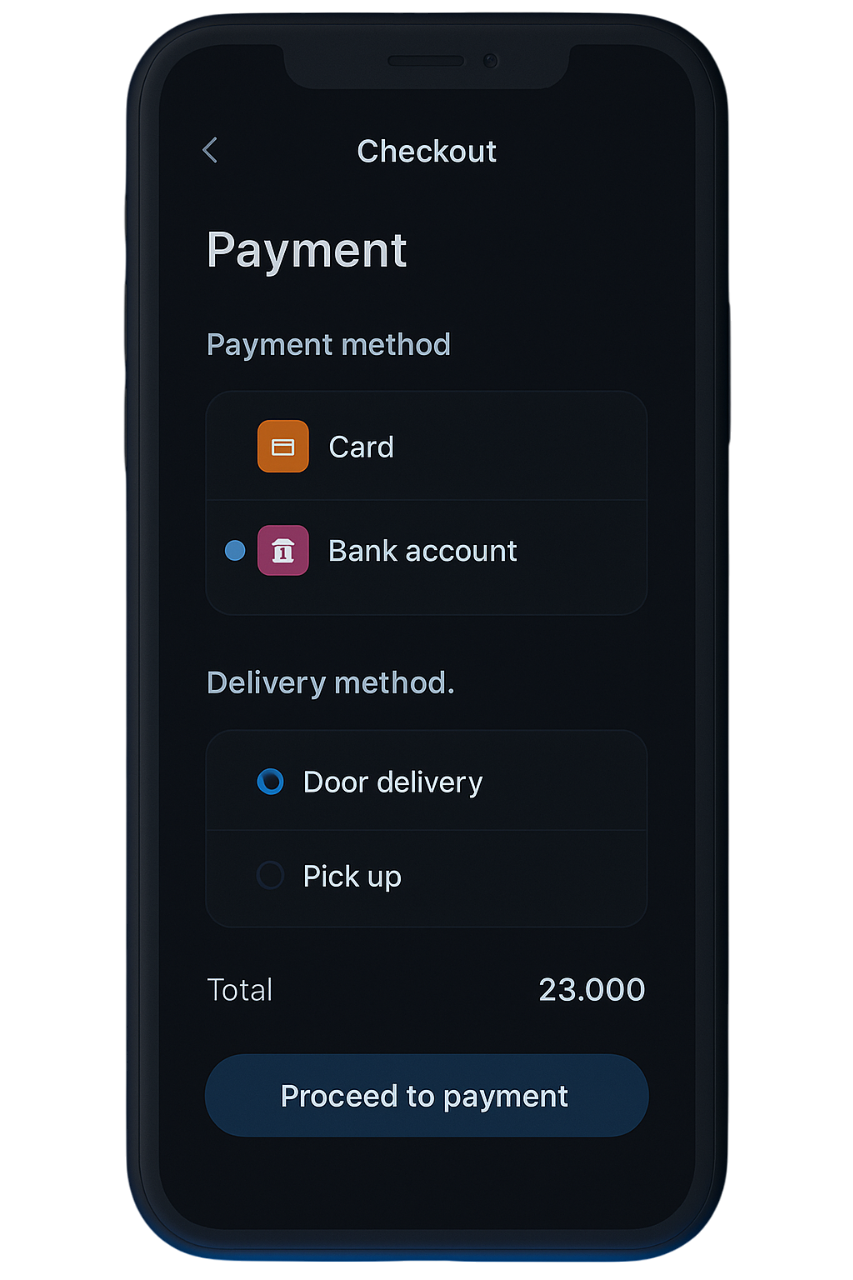 Checkout
Payment
Payment method
Card
1 Bank account
Delivery method.
Door delivery
Pick up
Total 23.000
Proceed to payment